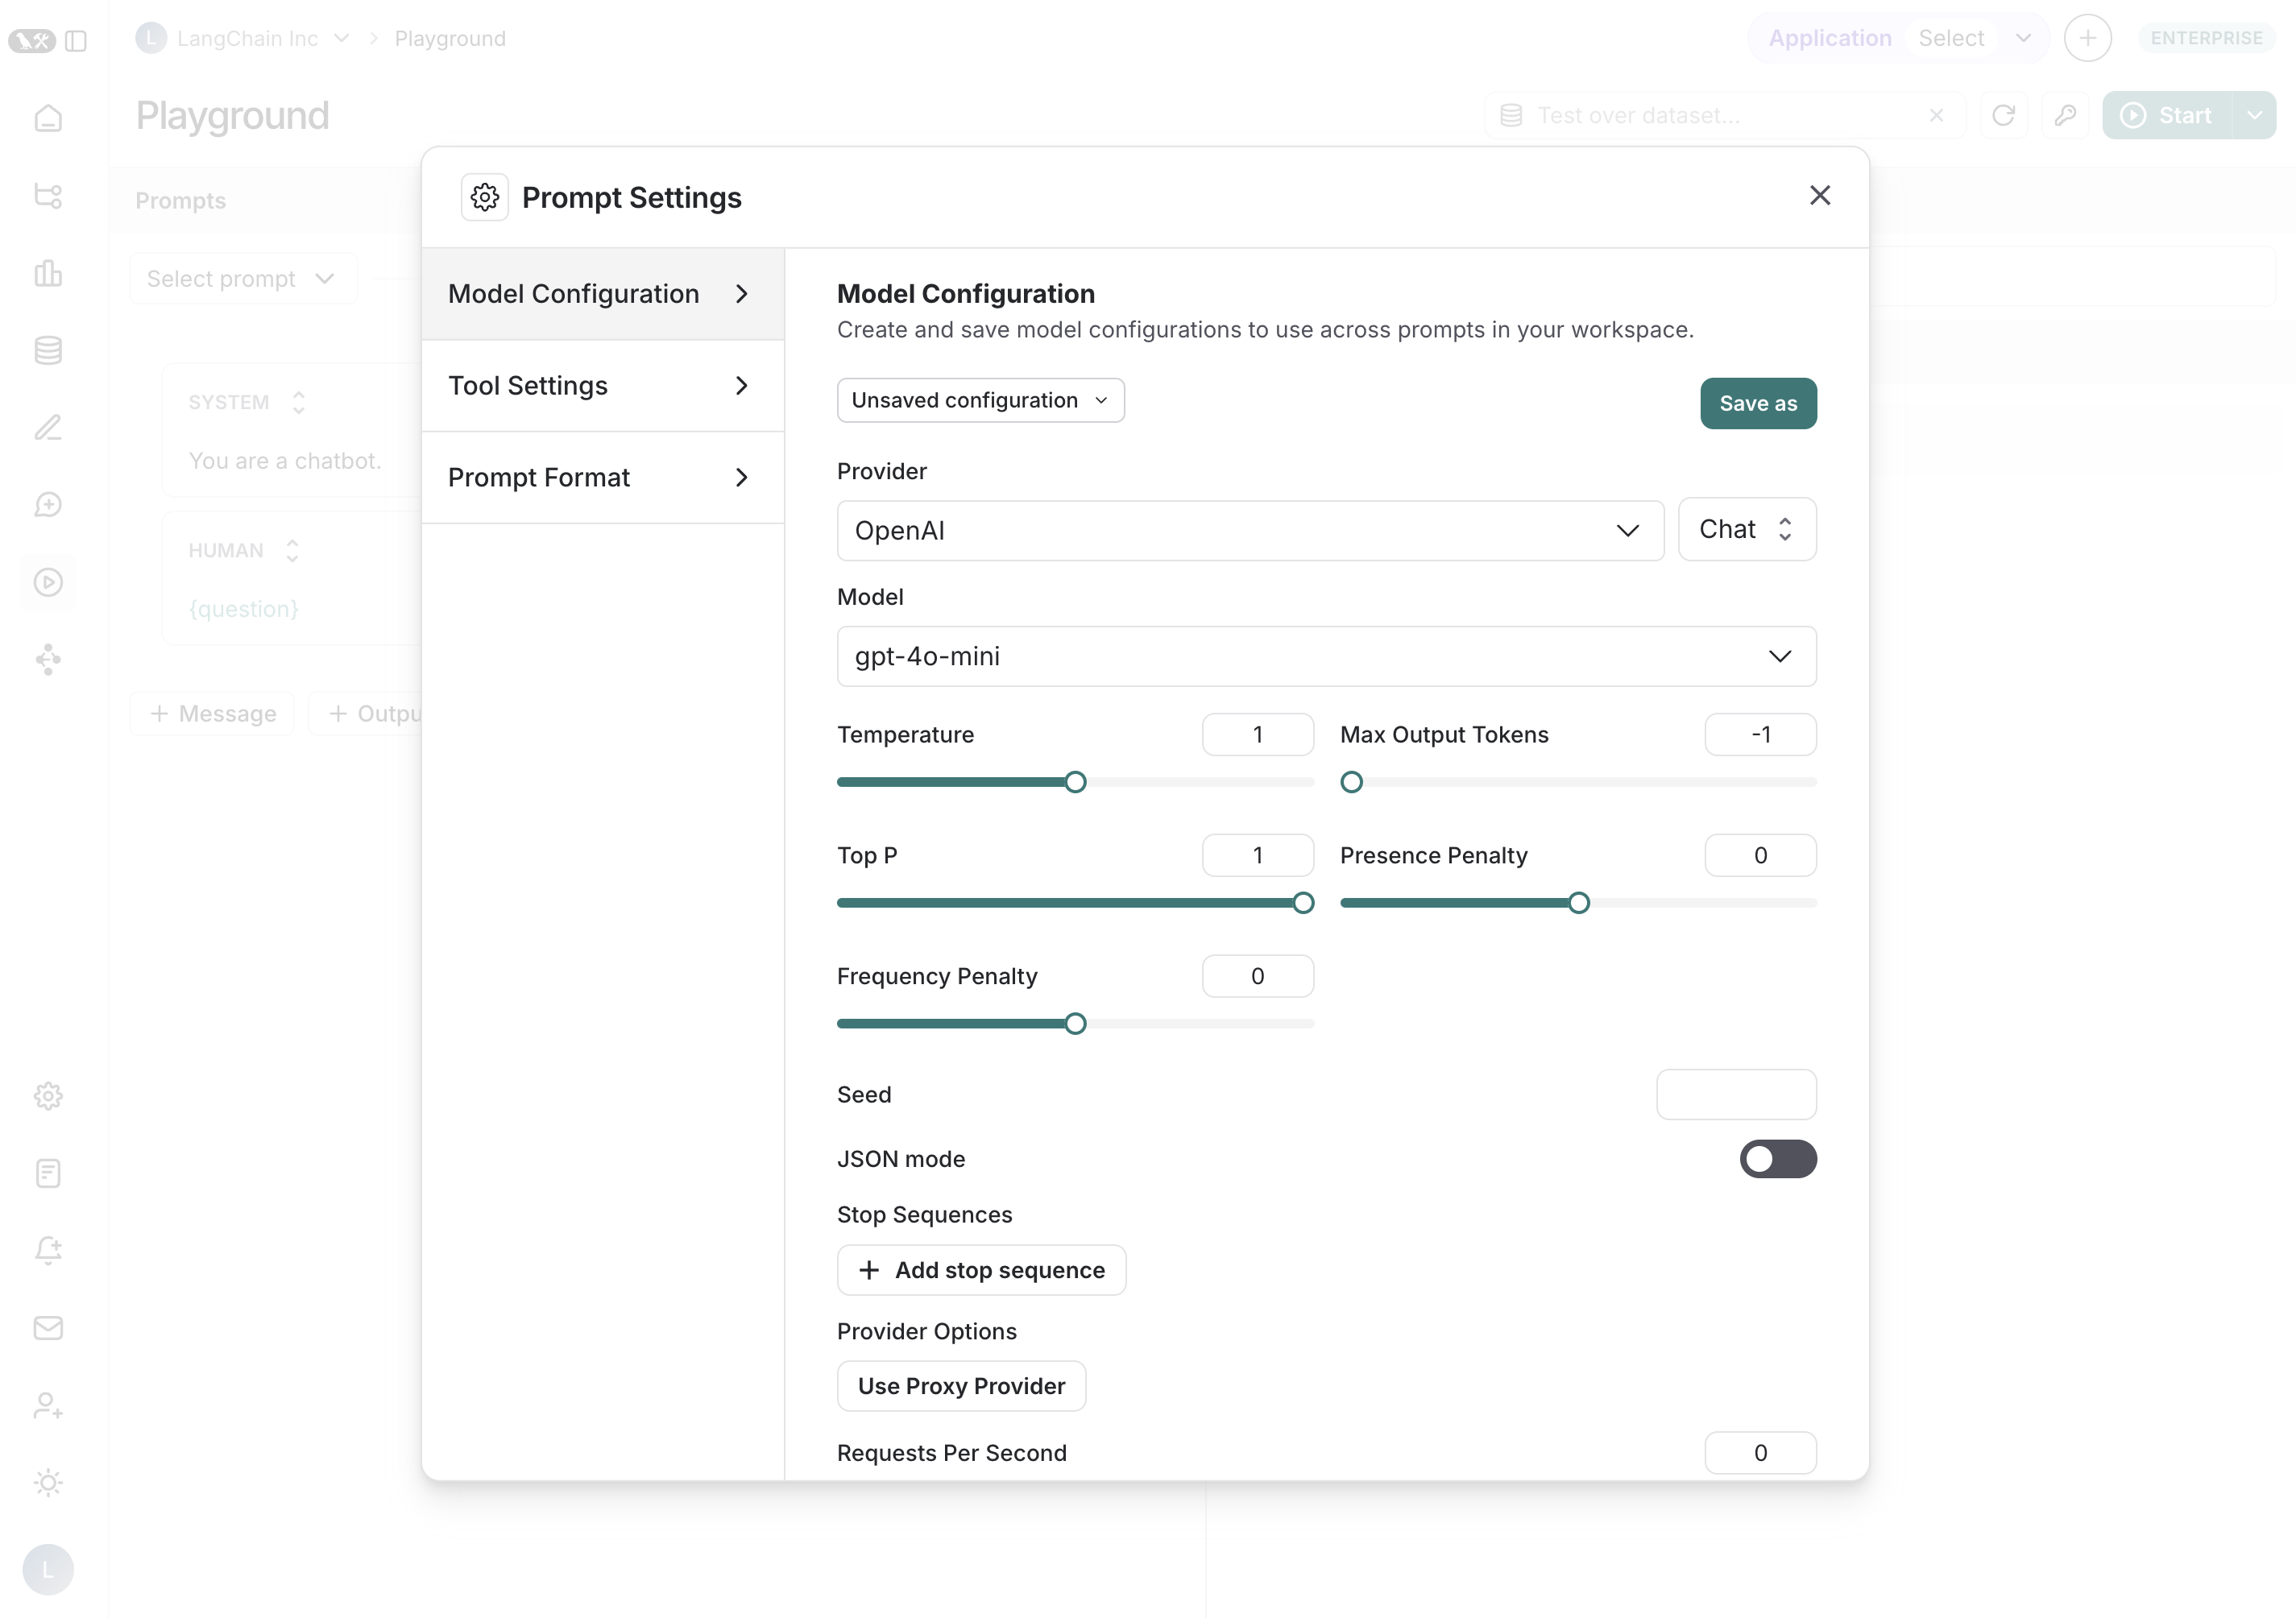 L LangChain Inc > Playground
Application Select
ENTERPRISE
Playground
Test over dataset...
Start
Prompts
Select prompt
SYSTEM
You are a chatbot.
HUMAN
{question}
+ Message
+ Outpu
Prompt Settings
Model Configuration
Tool Settings
Prompt Format
Model Configuration
Create and save model configurations to use across prompts in your workspace.
Unsaved configuration
Save as
Provider
OpenAI
Chat
Model
gpt-4o-mini
Temperature 1
Max Output Tokens -1
Top P 1
Presence Penalty 0
Frequency Penalty 0
Seed
JSON mode
Stop Sequences
+ Add stop sequence
Provider Options
Use Proxy Provider
Requests Per Second 0
L